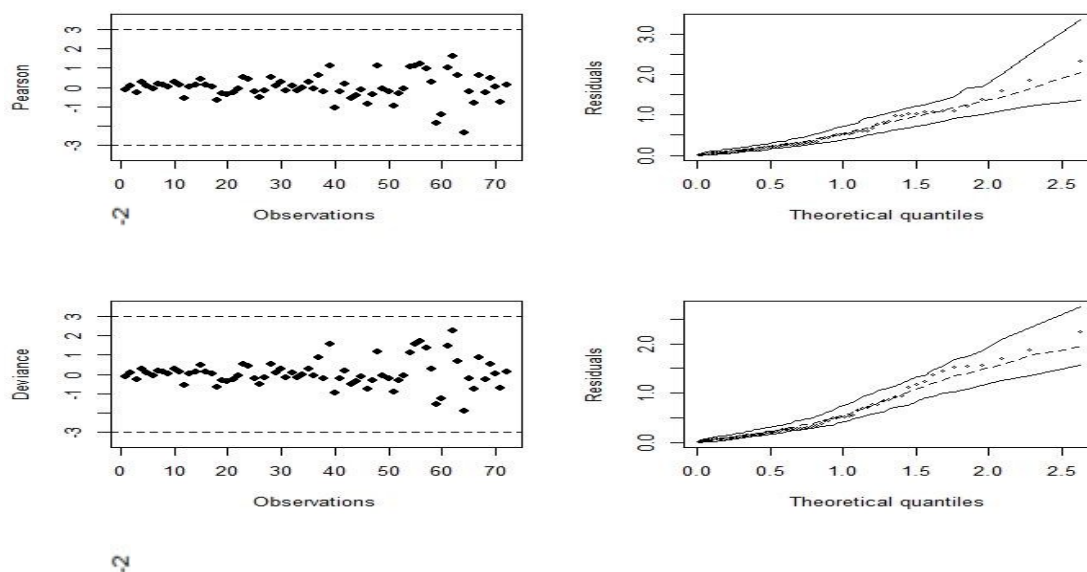 Pearson
3
2
1
0
-1
-3
0 10 20 30 40 50 60 70
Observations
-2
Residuals
3.0
2.0
1.0
0.0
0.0 0.5 1.0 1.5 2.0 2.5
Theoretical quantiles
Deviance
3
2
1
0
-1
-3
0 10 20 30 40 50 60 70
Observations
-2
Residuals
2.0
1.0
0.0
0.0 0.5 1.0 1.5 2.0 2.5
Theoretical quantiles